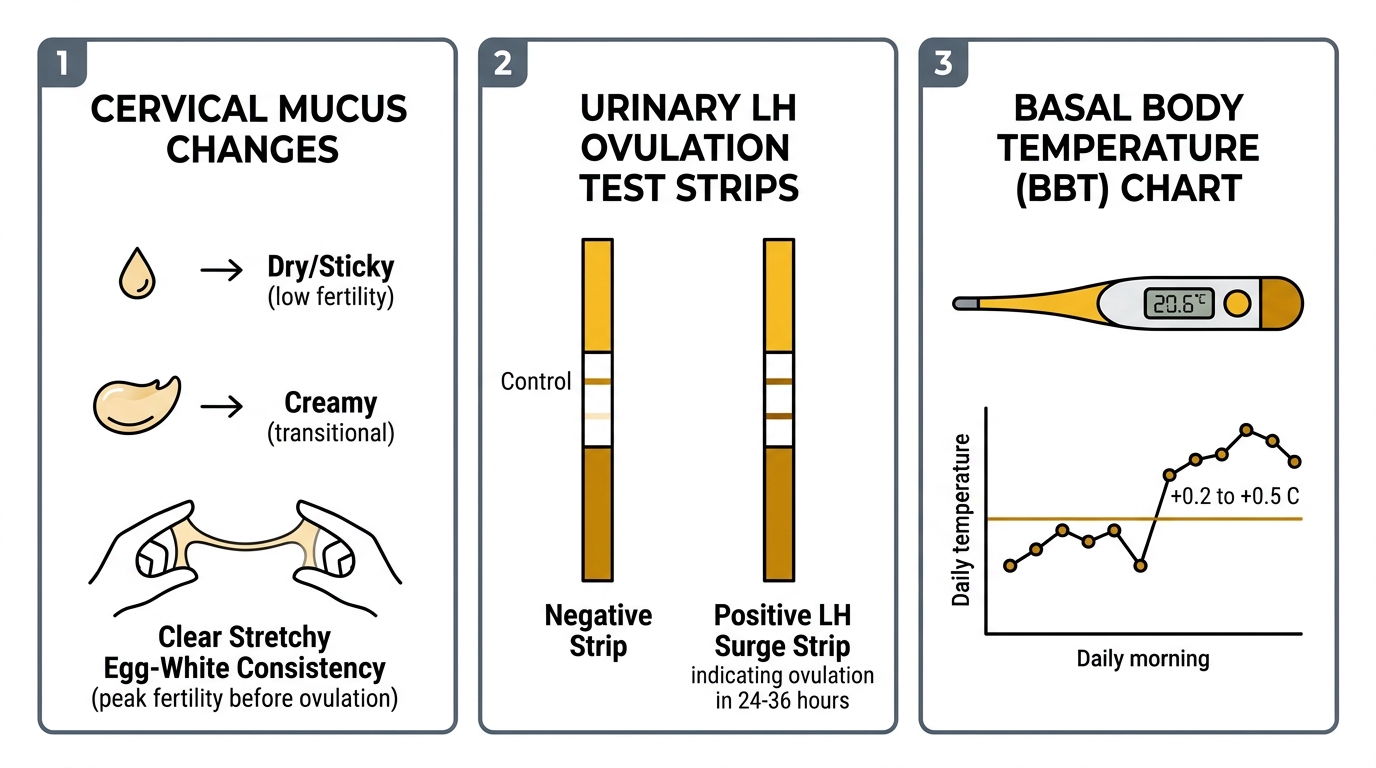 1
CERVICAL MUCUS
CHANGES
Dry/Sticky
(low fertility)
Creamy
(transitional)
Clear Stretchy
Egg-White Consistency
(peak fertility before ovulation)
2
URINARY LH
OVULATION
TEST STRIPS
Control
Negative
Strip
Positive LH
Surge Strip
indicating ovulation
in 24-36 hours
3
BASAL BODY
TEMPERATURE
(BBT) CHART
20.6°C
Daily temperature
+0.2 to +0.5 C
Daily morning